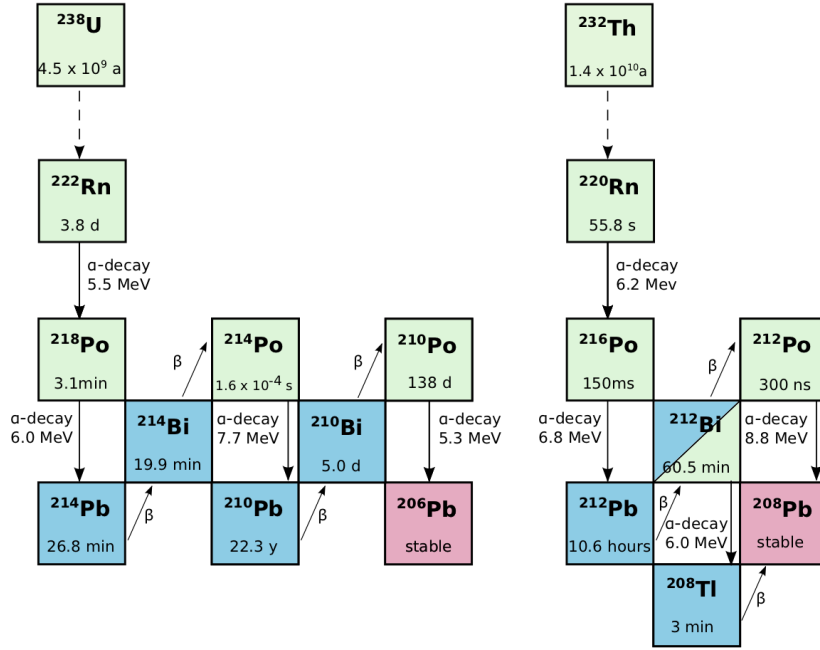 ²³⁸U
4.5 x 10⁹ a
²²²Rn
3.8 d
α-decay
5.5 MeV
²¹⁸Po
3.1min
β
²¹⁴Po
1.6 x 10⁻⁴ s
β
²¹⁰Po
138 d
α-decay
6.0 MeV
²¹⁴Bi
19.9 min
α-decay
7.7 MeV
²¹⁰Bi
5.0 d
α-decay
5.3 MeV
²¹⁴Pb
26.8 min
β
²¹⁰Pb
22.3 y
β
²⁰⁶Pb
stable
²³²Th
1.4 x 10¹⁰a
²²⁰Rn
55.8 s
α-decay
6.2 Mev
²¹⁶Po
150ms
β
²¹²Po
300 ns
α-decay
6.8 MeV
²¹²Bi
60.5 min
α-decay
8.8 MeV
²¹²Pb
10.6 hours
β
α-decay
6.0 MeV
²⁰⁸Pb
stable
²⁰⁸Tl
3 min
β